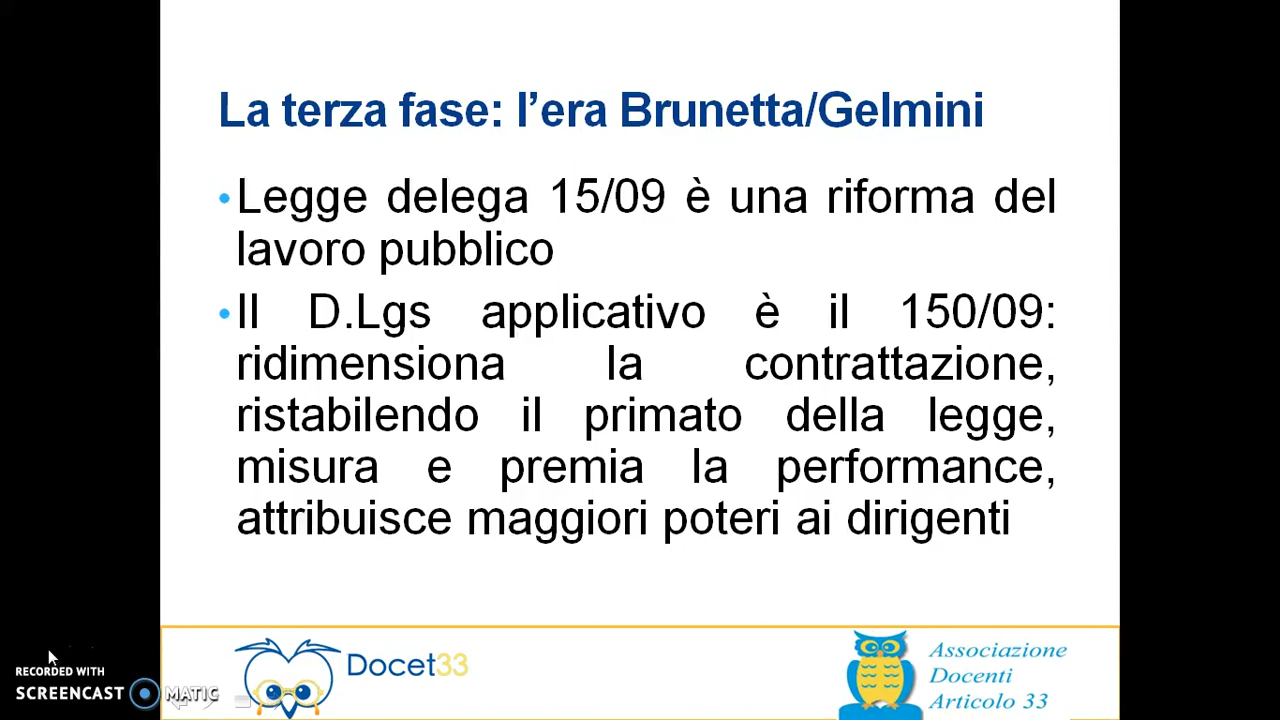 La terza fase: l’era Brunetta/Gelmini
•Legge delega 15/09 è una riforma del
lavoro pubblico
•Il D.Lgs applicativo è il 150/09:
ridimensiona la contrattazione,
ristabilendo il primato della legge,
misura e premia la performance,
attribuisce maggiori poteri ai dirigenti
Docet33
Associazione
Docenti
Articolo 33
RECORDED WITH
SCREENCAST MATIC